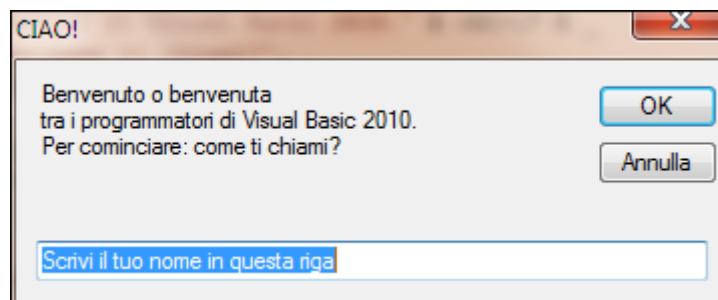 CIAO!
Benvenuto o benvenuta
tra i programmatori di Visual Basic 2010.
Per cominciare: come ti chiami?
OK
Annulla
Scrivi il tuo nome in questa riga